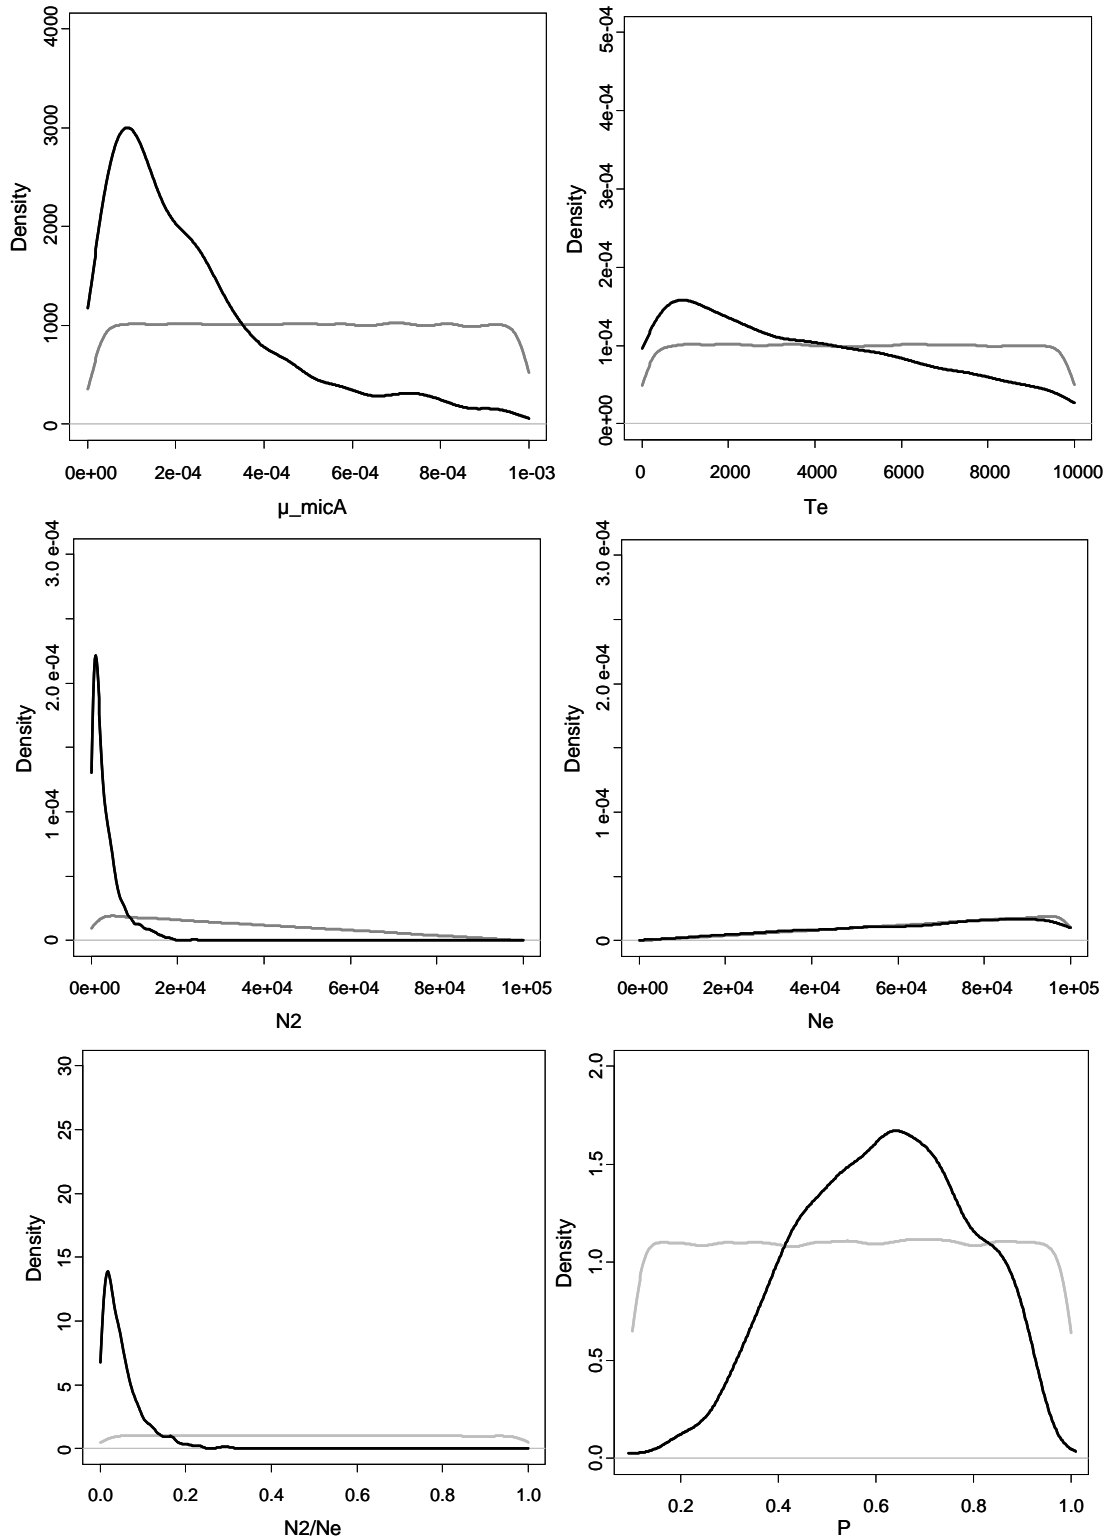 Density
4000
3000
2000
1000
0
0e+00 2e-04 4e-04 6e-04 8e-04 1e-03
µ_micA
Density
5e-04
4e-04
3e-04
2e-04
1e-04
0e+00
0 2000 4000 6000 8000 10000
Te
Density
3.0 e-04
2.0 e-04
1 e-04
0
0e+00 2e+04 4e+04 6e+04 8e+04 1e+05
N2
Density
3.0 e-04
2.0 e-04
1 e-04
0
0e+00 2e+04 4e+04 6e+04 8e+04 1e+05
Ne
Density
30
25
20
15
10
5
0
0.0 0.2 0.4 0.6 0.8 1.0
N2/Ne
Density
2.0
1.5
1.0
0.5
0.0
0.2 0.4 0.6 0.8 1.0
P